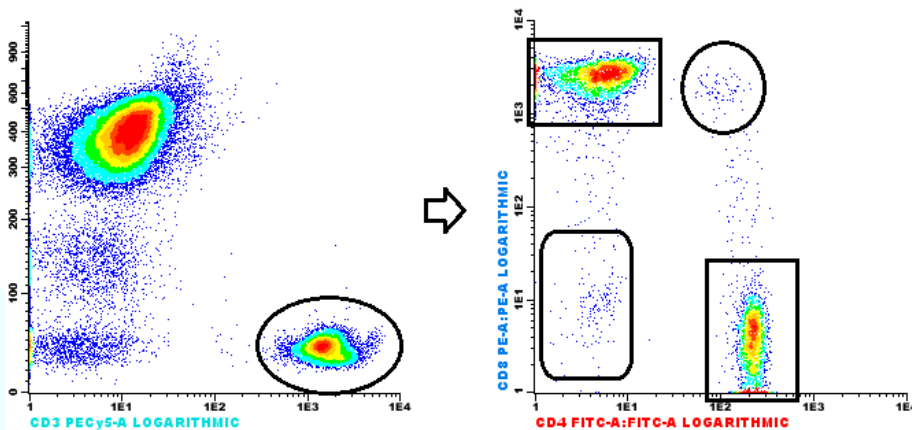 900
600
400
300
200
100
0
1
1E1
1E2
1E3
1E4
CD3 PECy5-A LOGARITHMIC
1E4
1E3
1E2
1E1
1
CD8 PE-A:PE-A LOGARITHMIC
1
1E1
1E2
1E3
1E4
CD4 FITC-A:FITC-A LOGARITHMIC